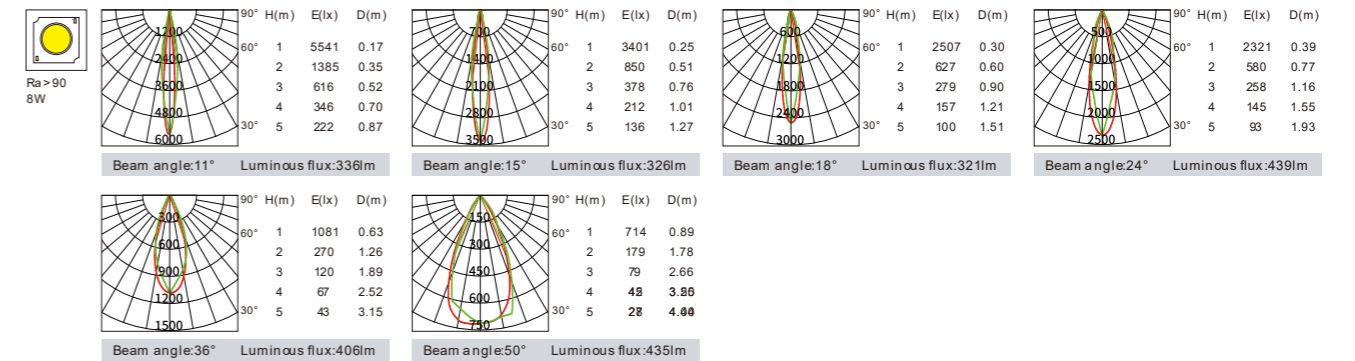 Ra>90
8W
90° H(m) E(lx) D(m)
60° 1 5541 0.17
2 1385 0.35
3 616 0.52
4 346 0.70
30° 5 222 0.87
1200
2400
3600
4800
6000
Beam angle:11° Luminous flux:336lm
90° H(m) E(lx) D(m)
60° 1 3401 0.25
2 850 0.51
3 378 0.76
4 212 1.01
30° 5 136 1.27
700
1400
2100
2800
3500
Beam angle:15° Luminous flux:326lm
90° H(m) E(lx) D(m)
60° 1 2507 0.30
2 627 0.60
3 279 0.90
4 157 1.21
30° 5 100 1.51
600
1200
1800
2400
3000
Beam angle:18° Luminous flux:321lm
90° H(m) E(lx) D(m)
60° 1 2321 0.39
2 580 0.77
3 258 1.16
4 145 1.55
30° 5 93 1.93
500
1000
1500
2000
2500
Beam angle:24° Luminous flux:439lm
90° H(m) E(lx) D(m)
60° 1 1081 0.63
2 270 1.26
3 120 1.89
4 67 2.52
30° 5 43 3.15
300
600
900
1200
1500
Beam angle:36° Luminous flux:406lm
90° H(m) E(lx) D(m)
60° 1 714 0.89
2 179 1.78
3 79 2.66
4
30° 5
150
300
450
600
750
Beam angle:50° Luminous flux:435lm